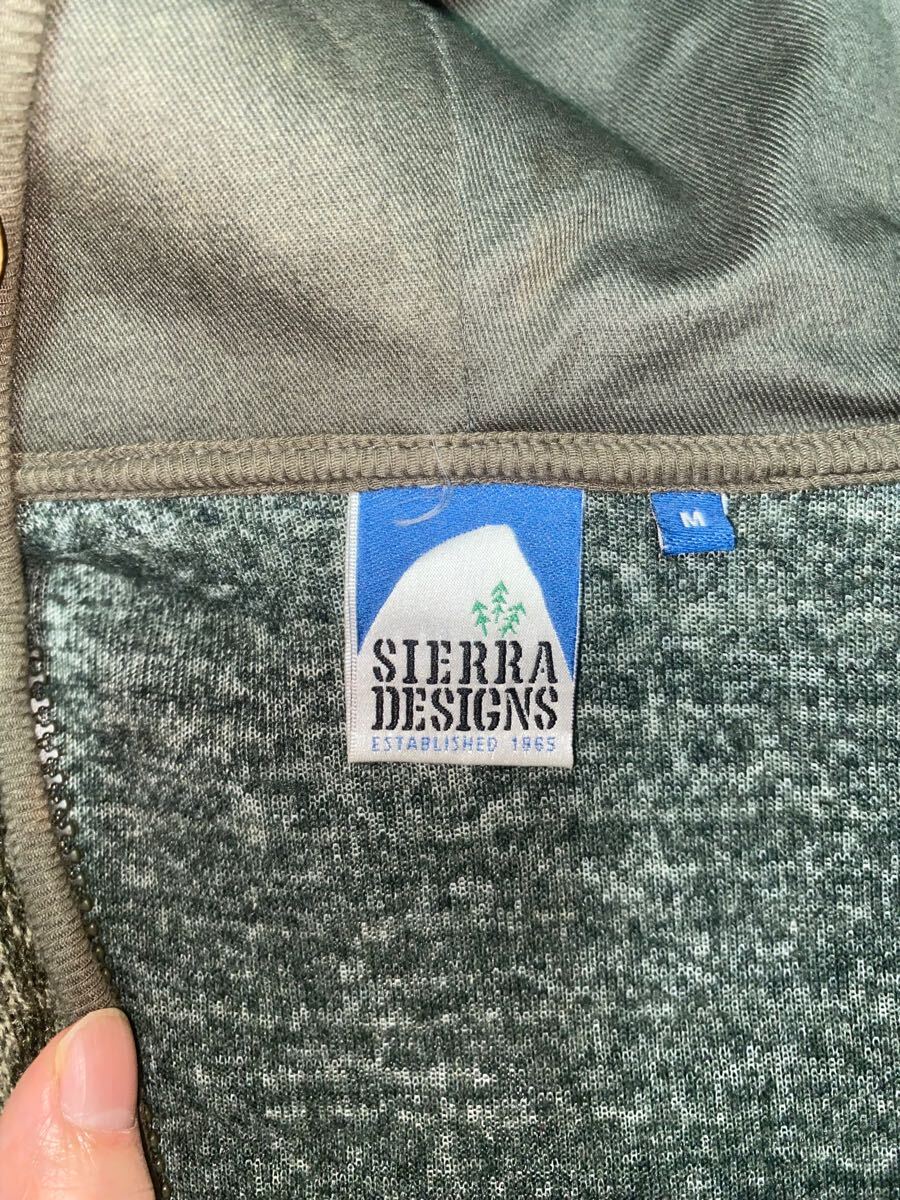 SIERRA
DESIGNS
ESTABLISHED 1965
M